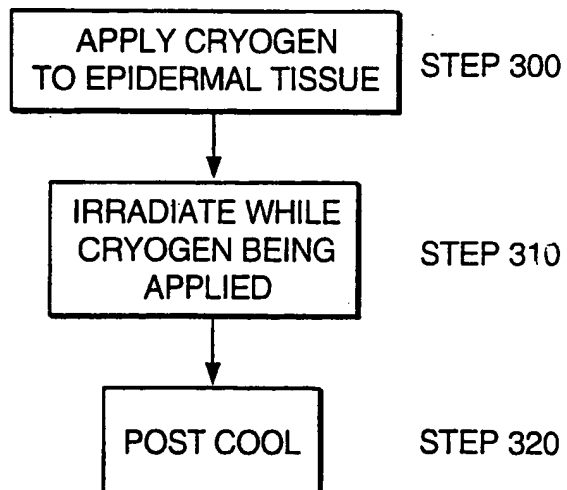 APPLY CRYOGEN
TO EPIDERMAL TISSUE
STEP 300
IRRADIATE WHILE
CRYOGEN BEING
APPLIED
STEP 310
POST COOL
STEP 320